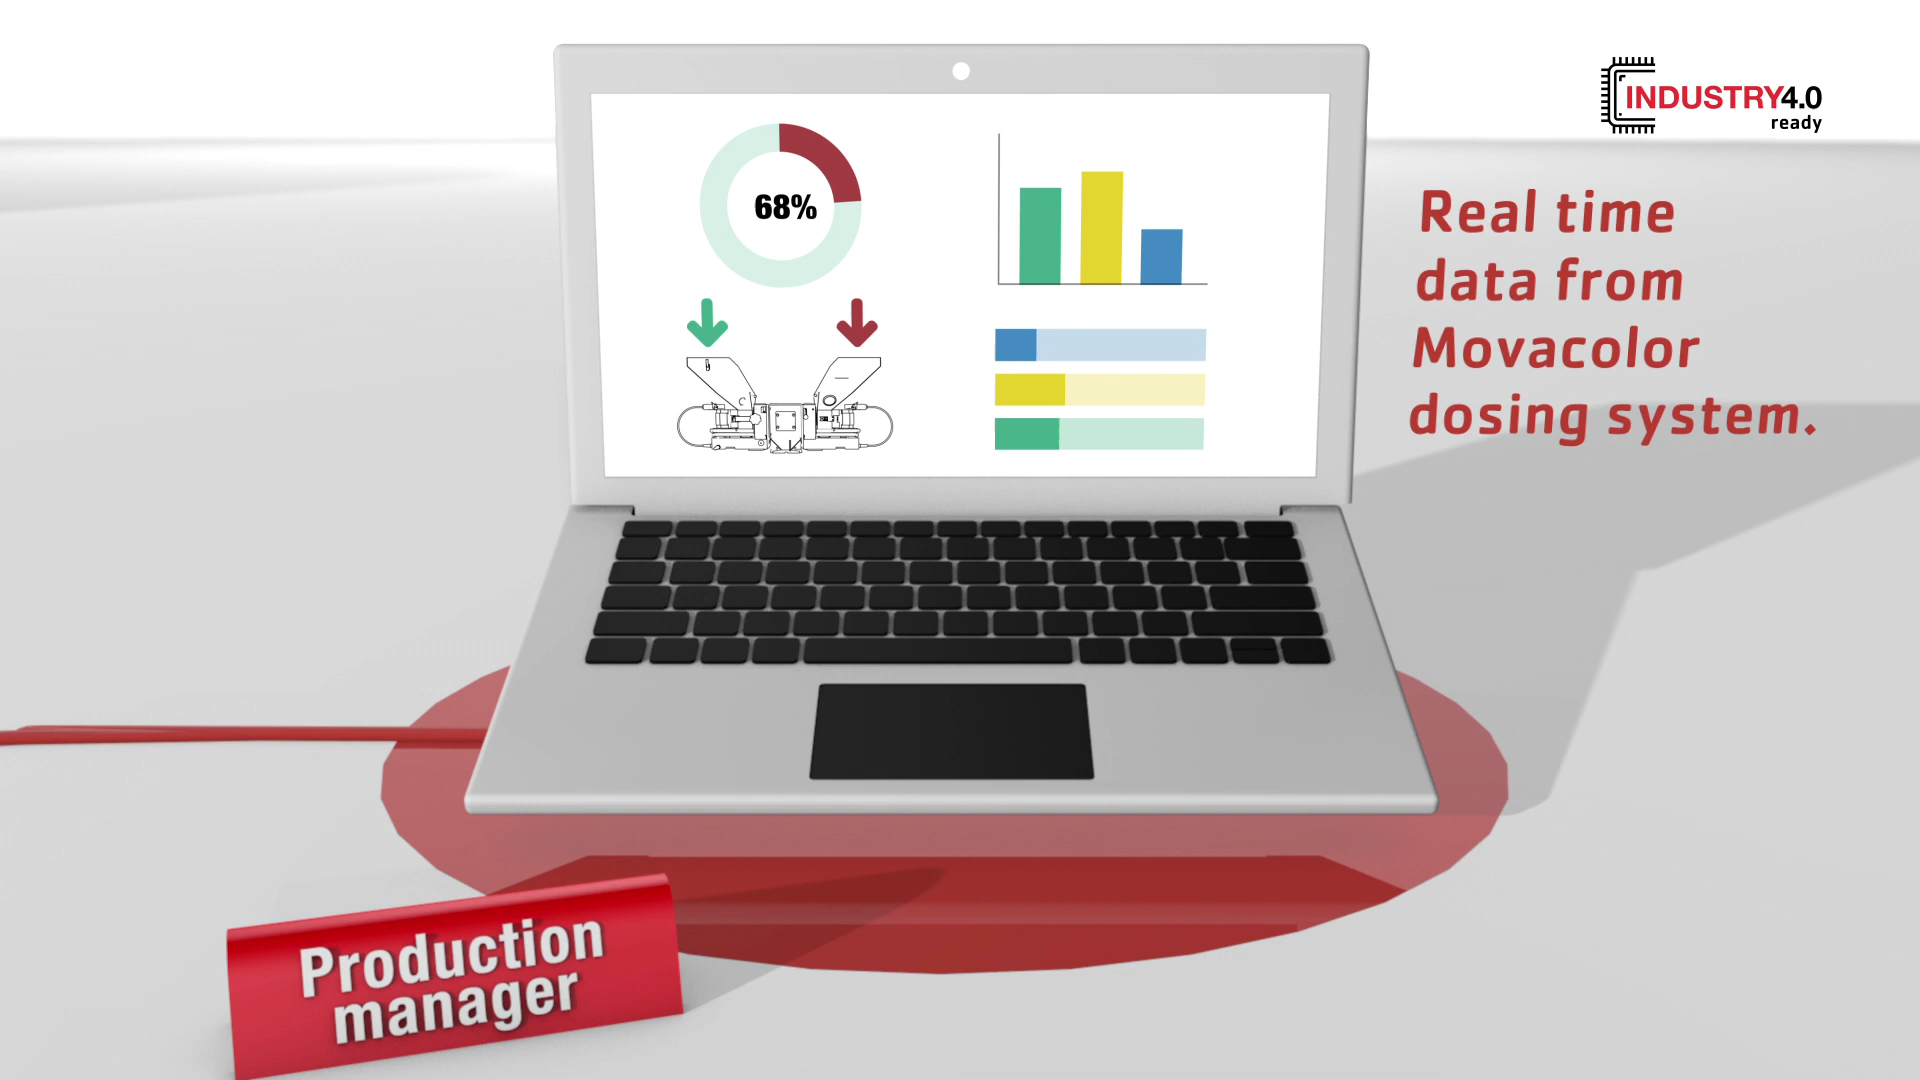 INDUSTRY4.0
ready
68%
Real time
data from
Movacolor
dosing system.
Production
manager